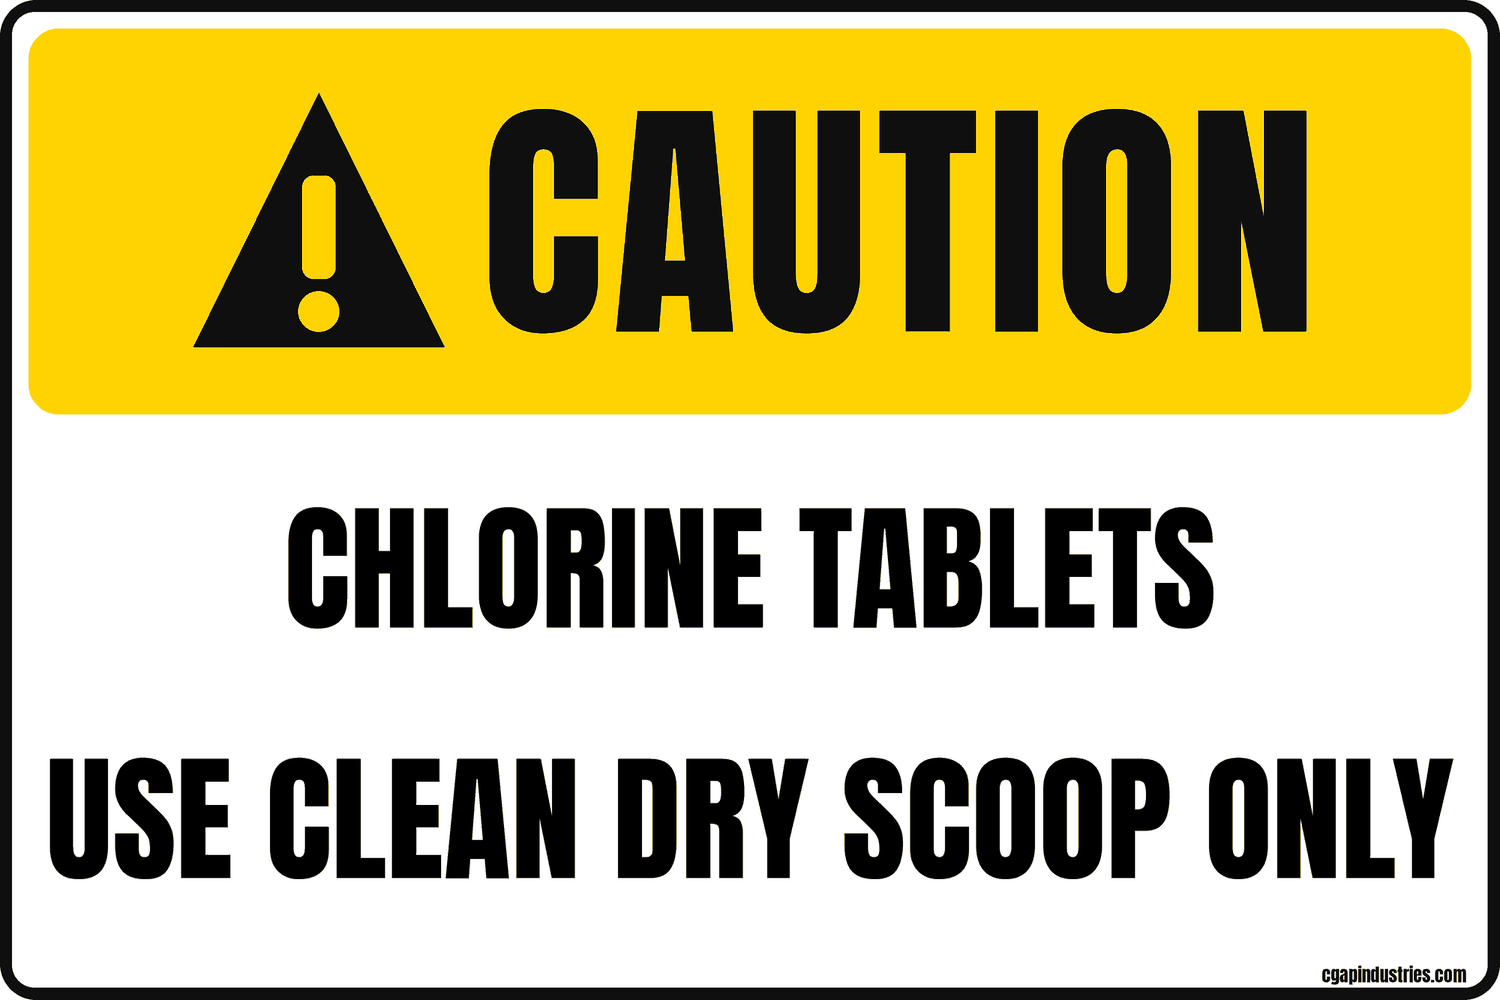 CAUTION
CHLORINE TABLETS
USE CLEAN DRY SCOOP ONLY
cgapindustries.com